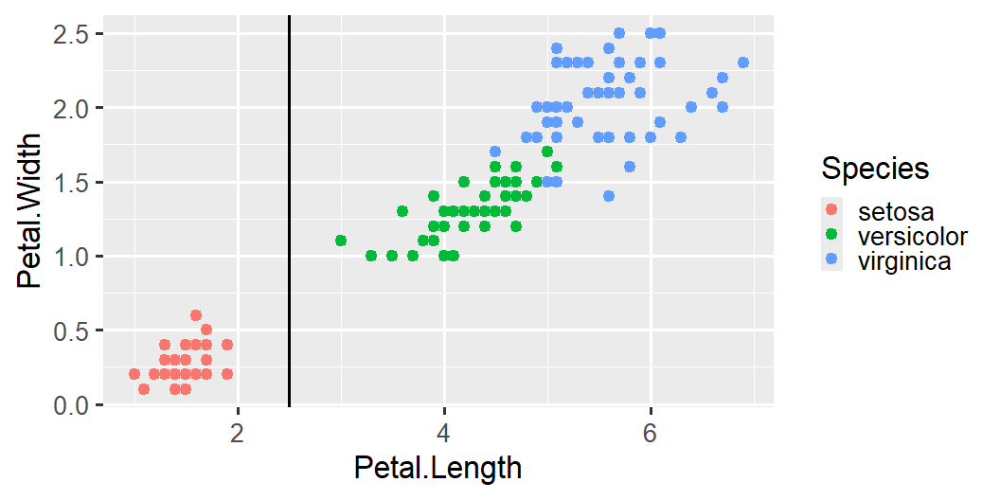 2.5
2.0
1.5
1.0
0.5
0.0
Petal.Width
2 4 6
Petal.Length
Species
setosa
versicolor
virginica